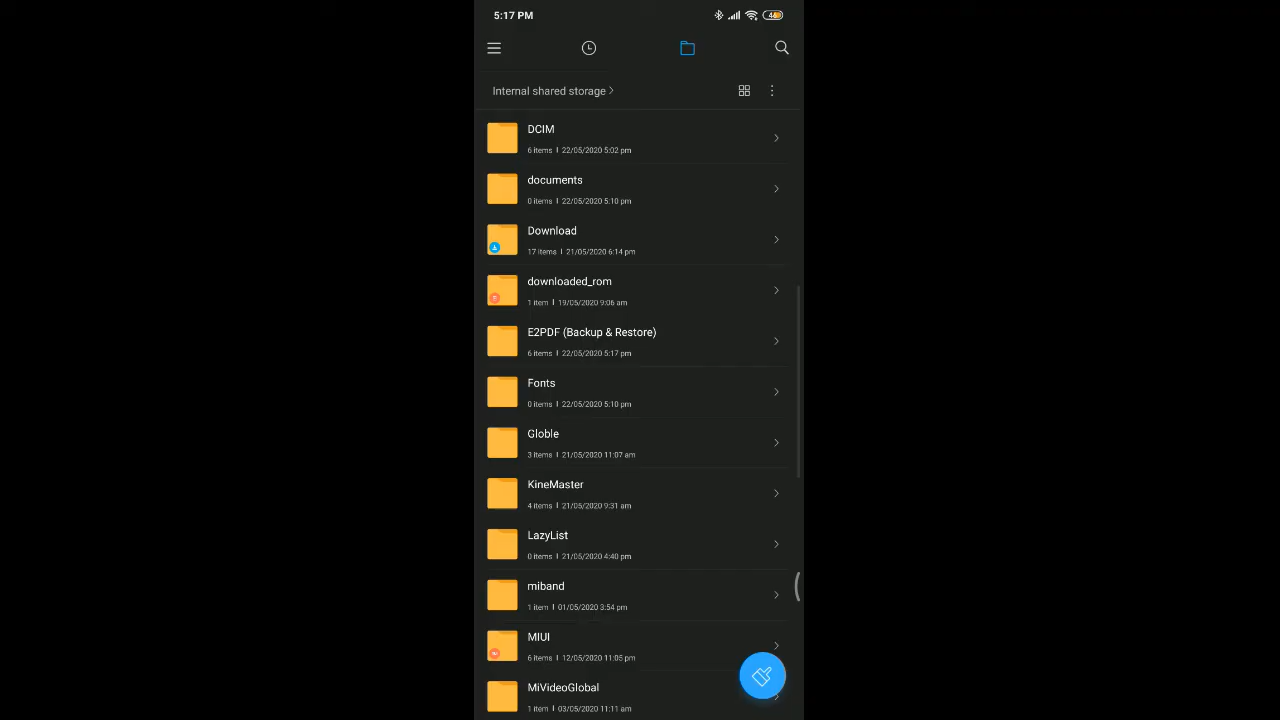 5:17 PM
Internal shared storage
DCIM
6 items | 22/05/2020 5:02 pm
documents
0 items | 22/05/2020 5:10 pm
Download
17 items | 21/05/2020 6:14 pm
downloaded_rom
1 item | 19/05/2020 9:06 am
E2PDF (Backup & Restore)
6 items | 22/05/2020 5:17 pm
Fonts
0 items | 22/05/2020 5:10 pm
Globle
3 items | 21/05/2020 11:07 am
KineMaster
4 items | 21/05/2020 9:31 am
LazyList
0 items | 21/05/2020 4:40 pm
miband
1 item | 01/05/2020 3:54 pm
MIUI
6 items | 12/05/2020 11:05 pm
MiVideoGlobal
1 item | 03/05/2020 11:11 am